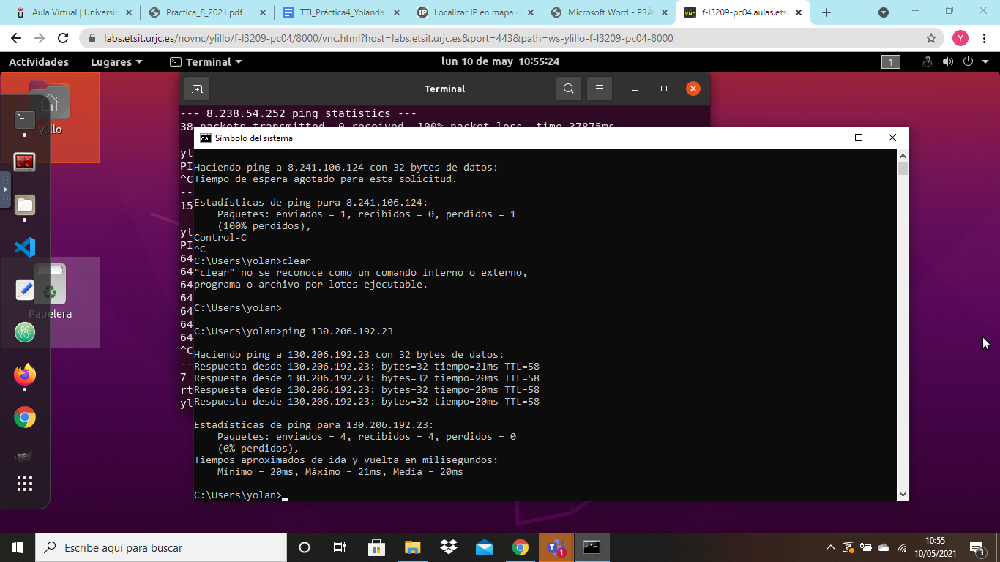 Aula Virtual | Universid
Practica_8_2021.pdf
TTI_Práctica4_Yolanda
Localizar IP en mapa
Microsoft Word - PRÁC
f-l3209-pc04.aulas.ets
labs.etsit.urjc.es/novnc/ylillo/f-l3209-pc04/8000/vnc.html?host=labs.etsit.urjc.es&port=443&path=ws-ylillo-f-l3209-pc04-8000
Y
Actividades
Lugares
Terminal
lun 10 de may 10:55:24
1
Terminal
ylillo
Papelera
--- 8.238.54.252 ping statistics ---
38 packets transmitted, 0 received, 100% packet loss, time 37875ms
yl
PI
^C
--
15
yl
PI
64
64
64
64
64
64
64
^C
--
7
rt
yl
Símbolo del sistema
Haciendo ping a 8.241.106.124 con 32 bytes de datos:
Tiempo de espera agotado para esta solicitud.
Estadísticas de ping para 8.241.106.124:
Paquetes: enviados = 1, recibidos = 0, perdidos = 1
(100% perdidos),
Control-C
^C
C:\Users\yolan>clear
"clear" no se reconoce como un comando interno o externo,
programa o archivo por lotes ejecutable.
C:\Users\yolan>
C:\Users\yolan>ping 130.206.192.23
Haciendo ping a 130.206.192.23 con 32 bytes de datos:
Respuesta desde 130.206.192.23: bytes=32 tiempo=21ms TTL=58
Respuesta desde 130.206.192.23: bytes=32 tiempo=20ms TTL=58
Respuesta desde 130.206.192.23: bytes=32 tiempo=20ms TTL=58
Respuesta desde 130.206.192.23: bytes=32 tiempo=20ms TTL=58
Estadísticas de ping para 130.206.192.23:
Paquetes: enviados = 4, recibidos = 4, perdidos = 0
(0% perdidos),
Tiempos aproximados de ida y vuelta en milisegundos:
Mínimo = 20ms, Máximo = 21ms, Media = 20ms
C:\Users\yolan>
Escribe aquí para buscar
1
10:55
10/05/2021
3